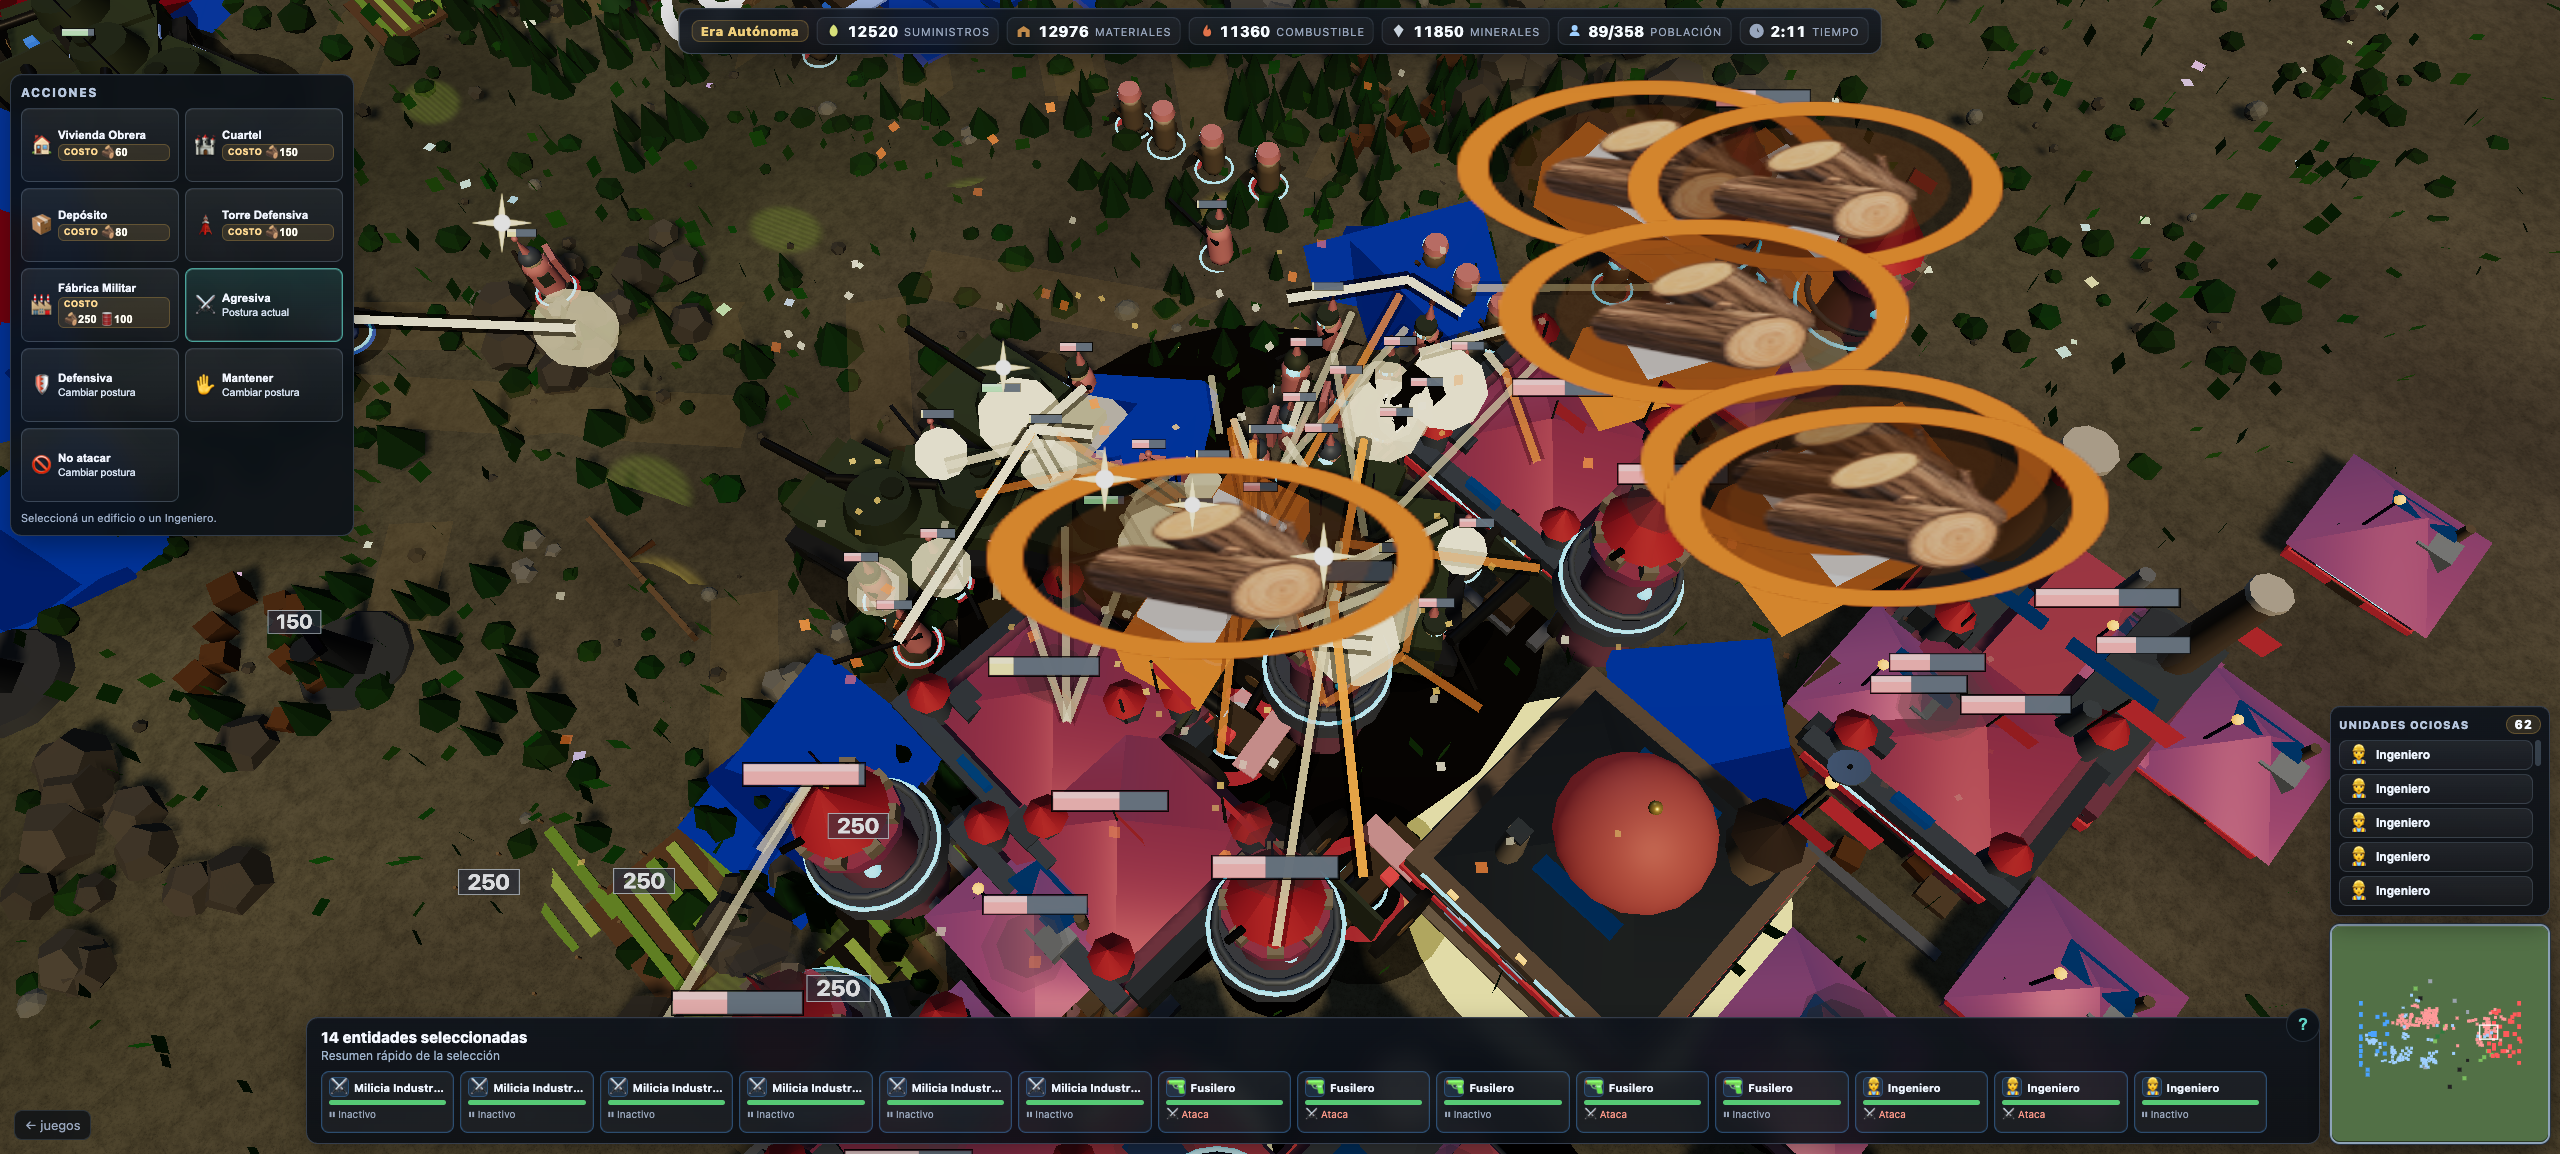 Era Autónoma
12520 SUMINISTROS
12976 MATERIALES
11360 COMBUSTIBLE
11850 MINERALES
89/358 POBLACIÓN
2:11 TIEMPO
ACCIONES
Vivienda Obrera
COSTO 60
Cuartel
COSTO 150
Depósito
COSTO 80
Torre Defensiva
COSTO 100
Fábrica Militar
COSTO
250 100
Agresiva
Postura actual
Defensiva
Cambiar postura
Mantener
Cambiar postura
No atacar
Cambiar postura
Seleccioná un edificio o un Ingeniero.
150
250
250
250
250
UNIDADES OCIOSAS 62
Ingeniero
Ingeniero
Ingeniero
Ingeniero
Ingeniero
14 entidades seleccionadas
Resumen rápido de la selección
?
Milicia Industr...
Inactivo
Milicia Industr...
Inactivo
Milicia Industr...
Inactivo
Milicia Industr...
Inactivo
Milicia Industr...
Inactivo
Milicia Industr...
Inactivo
Fusilero
Ataca
Fusilero
Ataca
Fusilero
Inactivo
Fusilero
Ataca
Fusilero
Inactivo
Ingeniero
Ataca
Ingeniero
Ataca
Ingeniero
Inactivo
← juegos